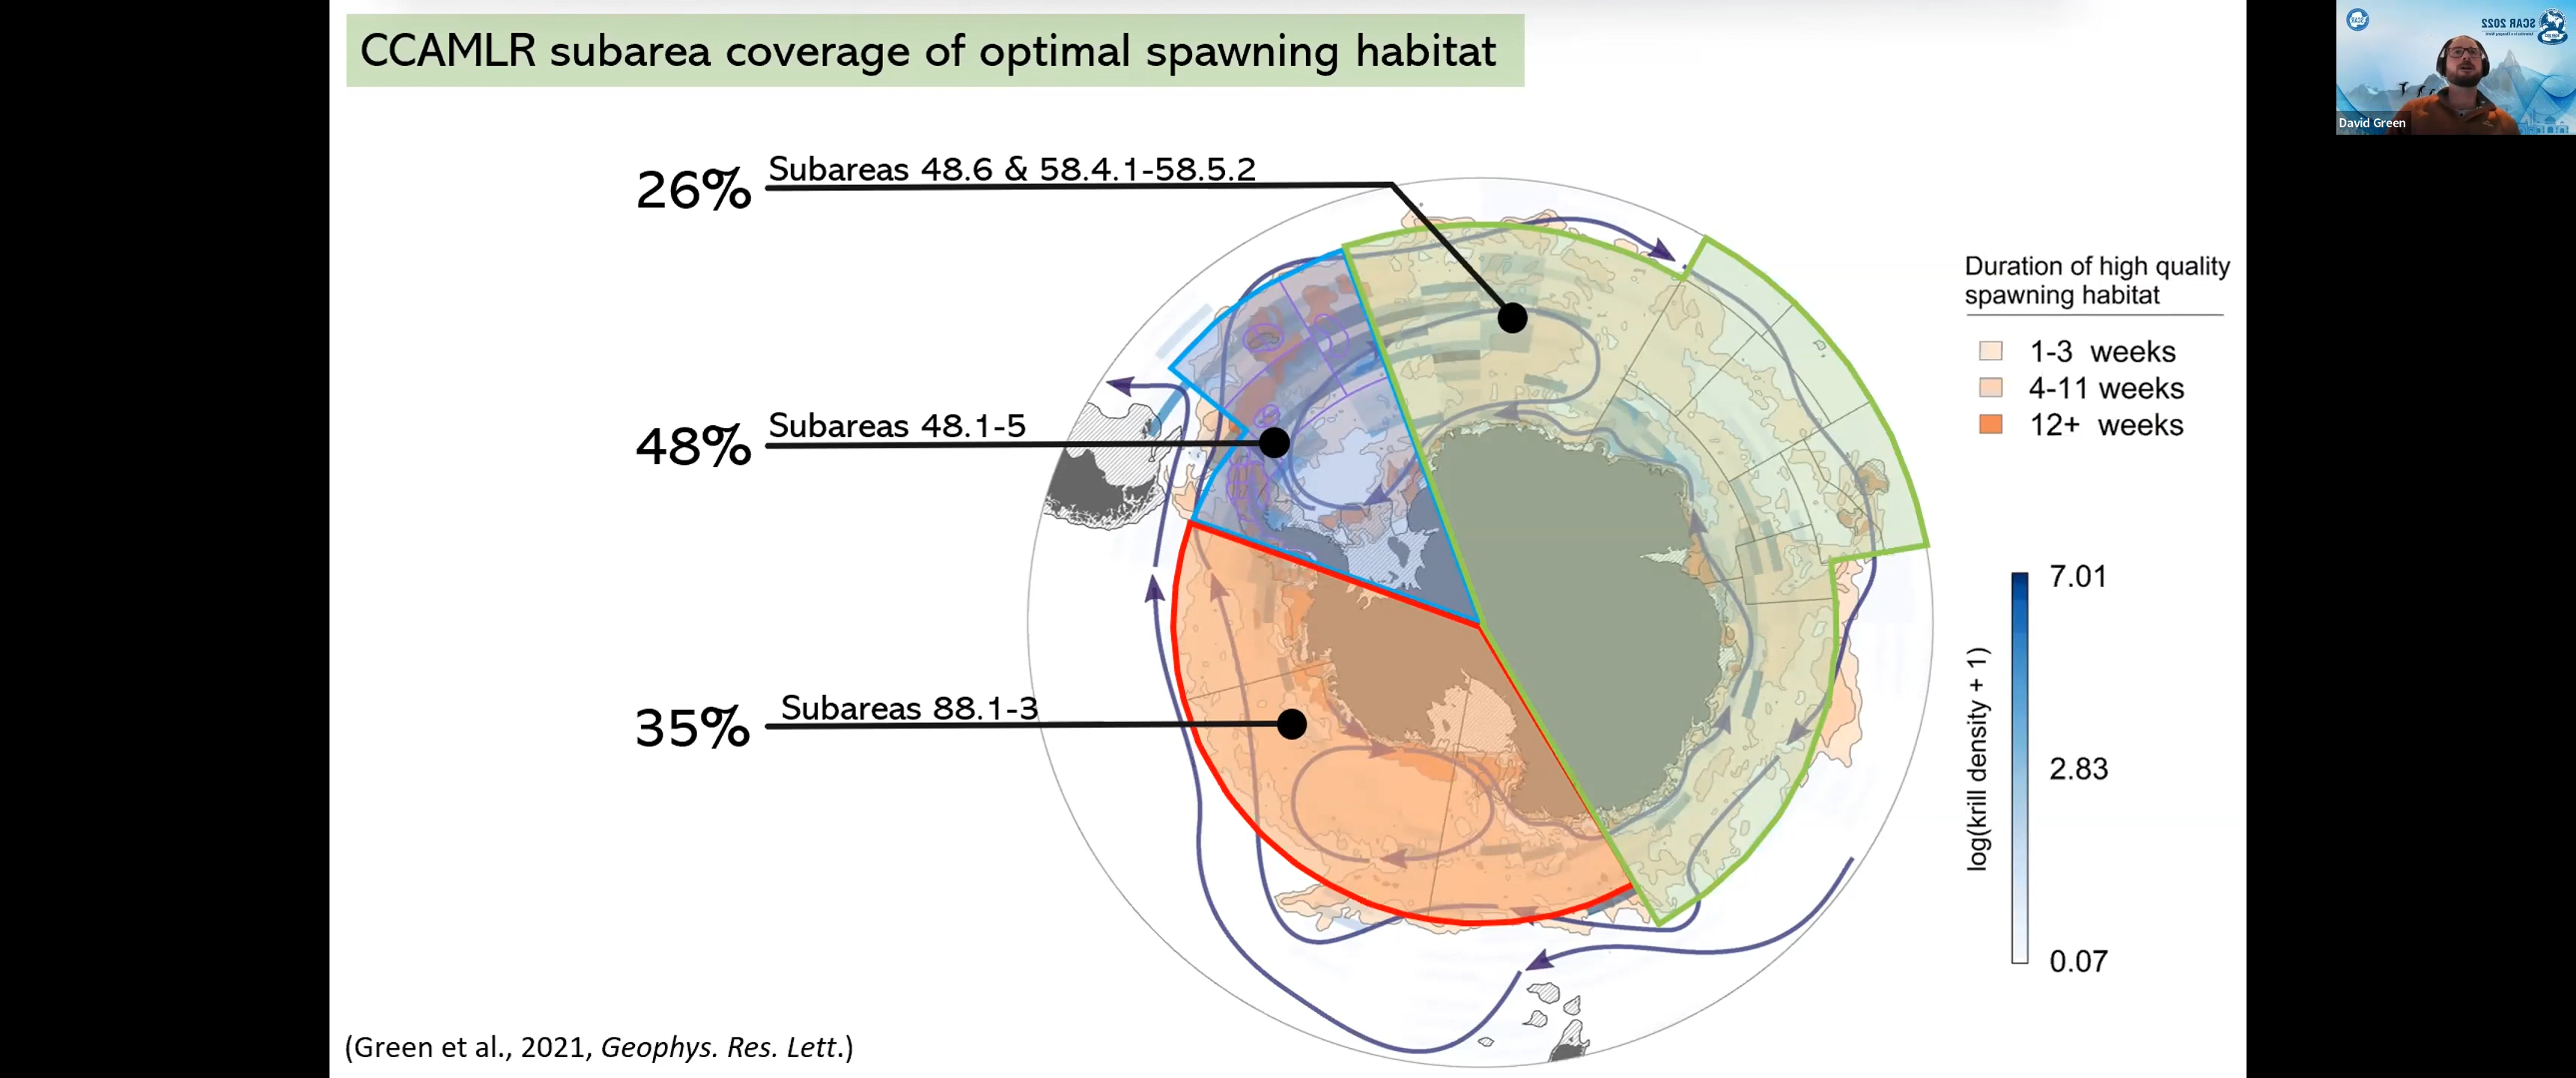 CCAMLR subarea coverage of optimal spawning habitat
SCAR 2022
David Green
26%
Subareas 48.6 & 58.4.1-58.5.2
48%
Subareas 48.1-5
35%
Subareas 88.1-3
Duration of high quality
spawning habitat
1-3 weeks
4-11 weeks
12+ weeks
log(krill density + 1)
7.01
2.83
0.07
(Green et al., 2021, Geophys. Res. Lett.)